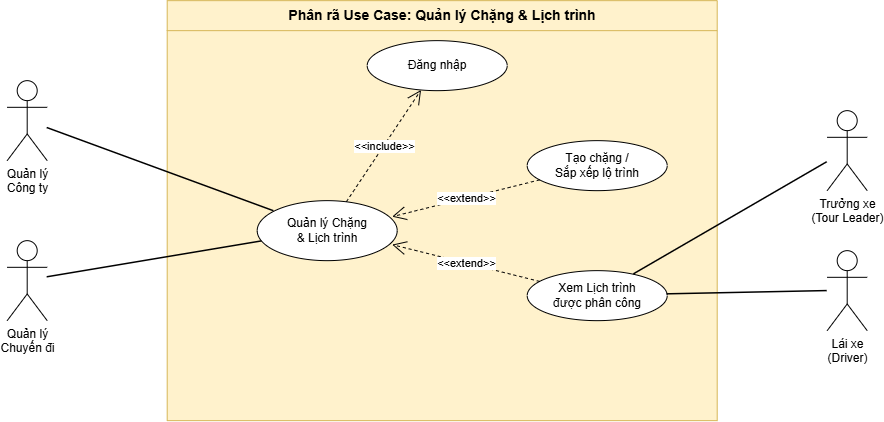 Phân rã Use Case: Quản lý Chặng & Lịch trình
Đăng nhập
<<include>>
Quản lý
Công ty
Tạo chặng /
Sắp xếp lộ trình
<<extend>>
Trưởng xe
(Tour Leader)
Quản lý Chặng
& Lịch trình
<<extend>>
Xem Lịch trình
được phân công
Quản lý
Chuyến đi
Lái xe
(Driver)